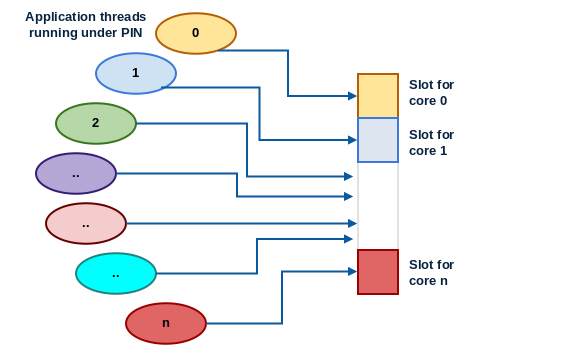 Application threads
running under PIN
0
1
2
..
..
..
n
Slot for
core 0
Slot for
core 1
Slot for
core n